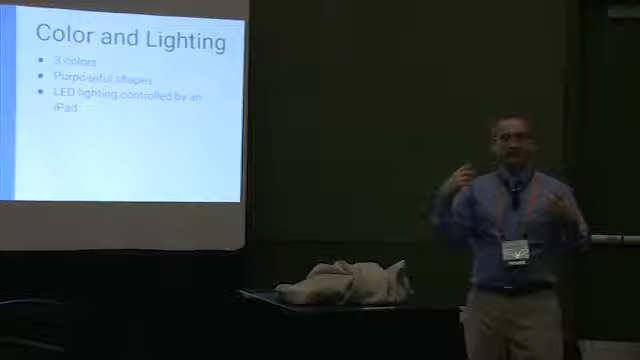 Color and Lighting
• 3 colors
• Purposeful shapes
• LED lighting controlled by an
iPad